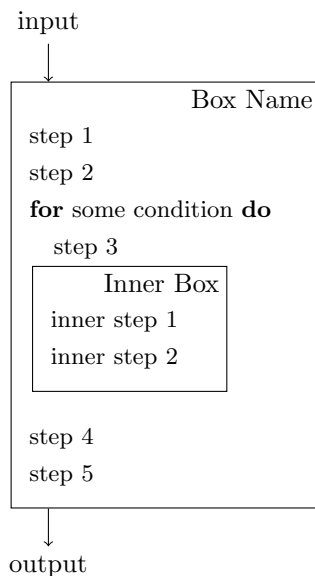 input
Box Name
step 1
step 2
for some condition do
step 3
Inner Box
inner step 1
inner step 2
step 4
step 5
output